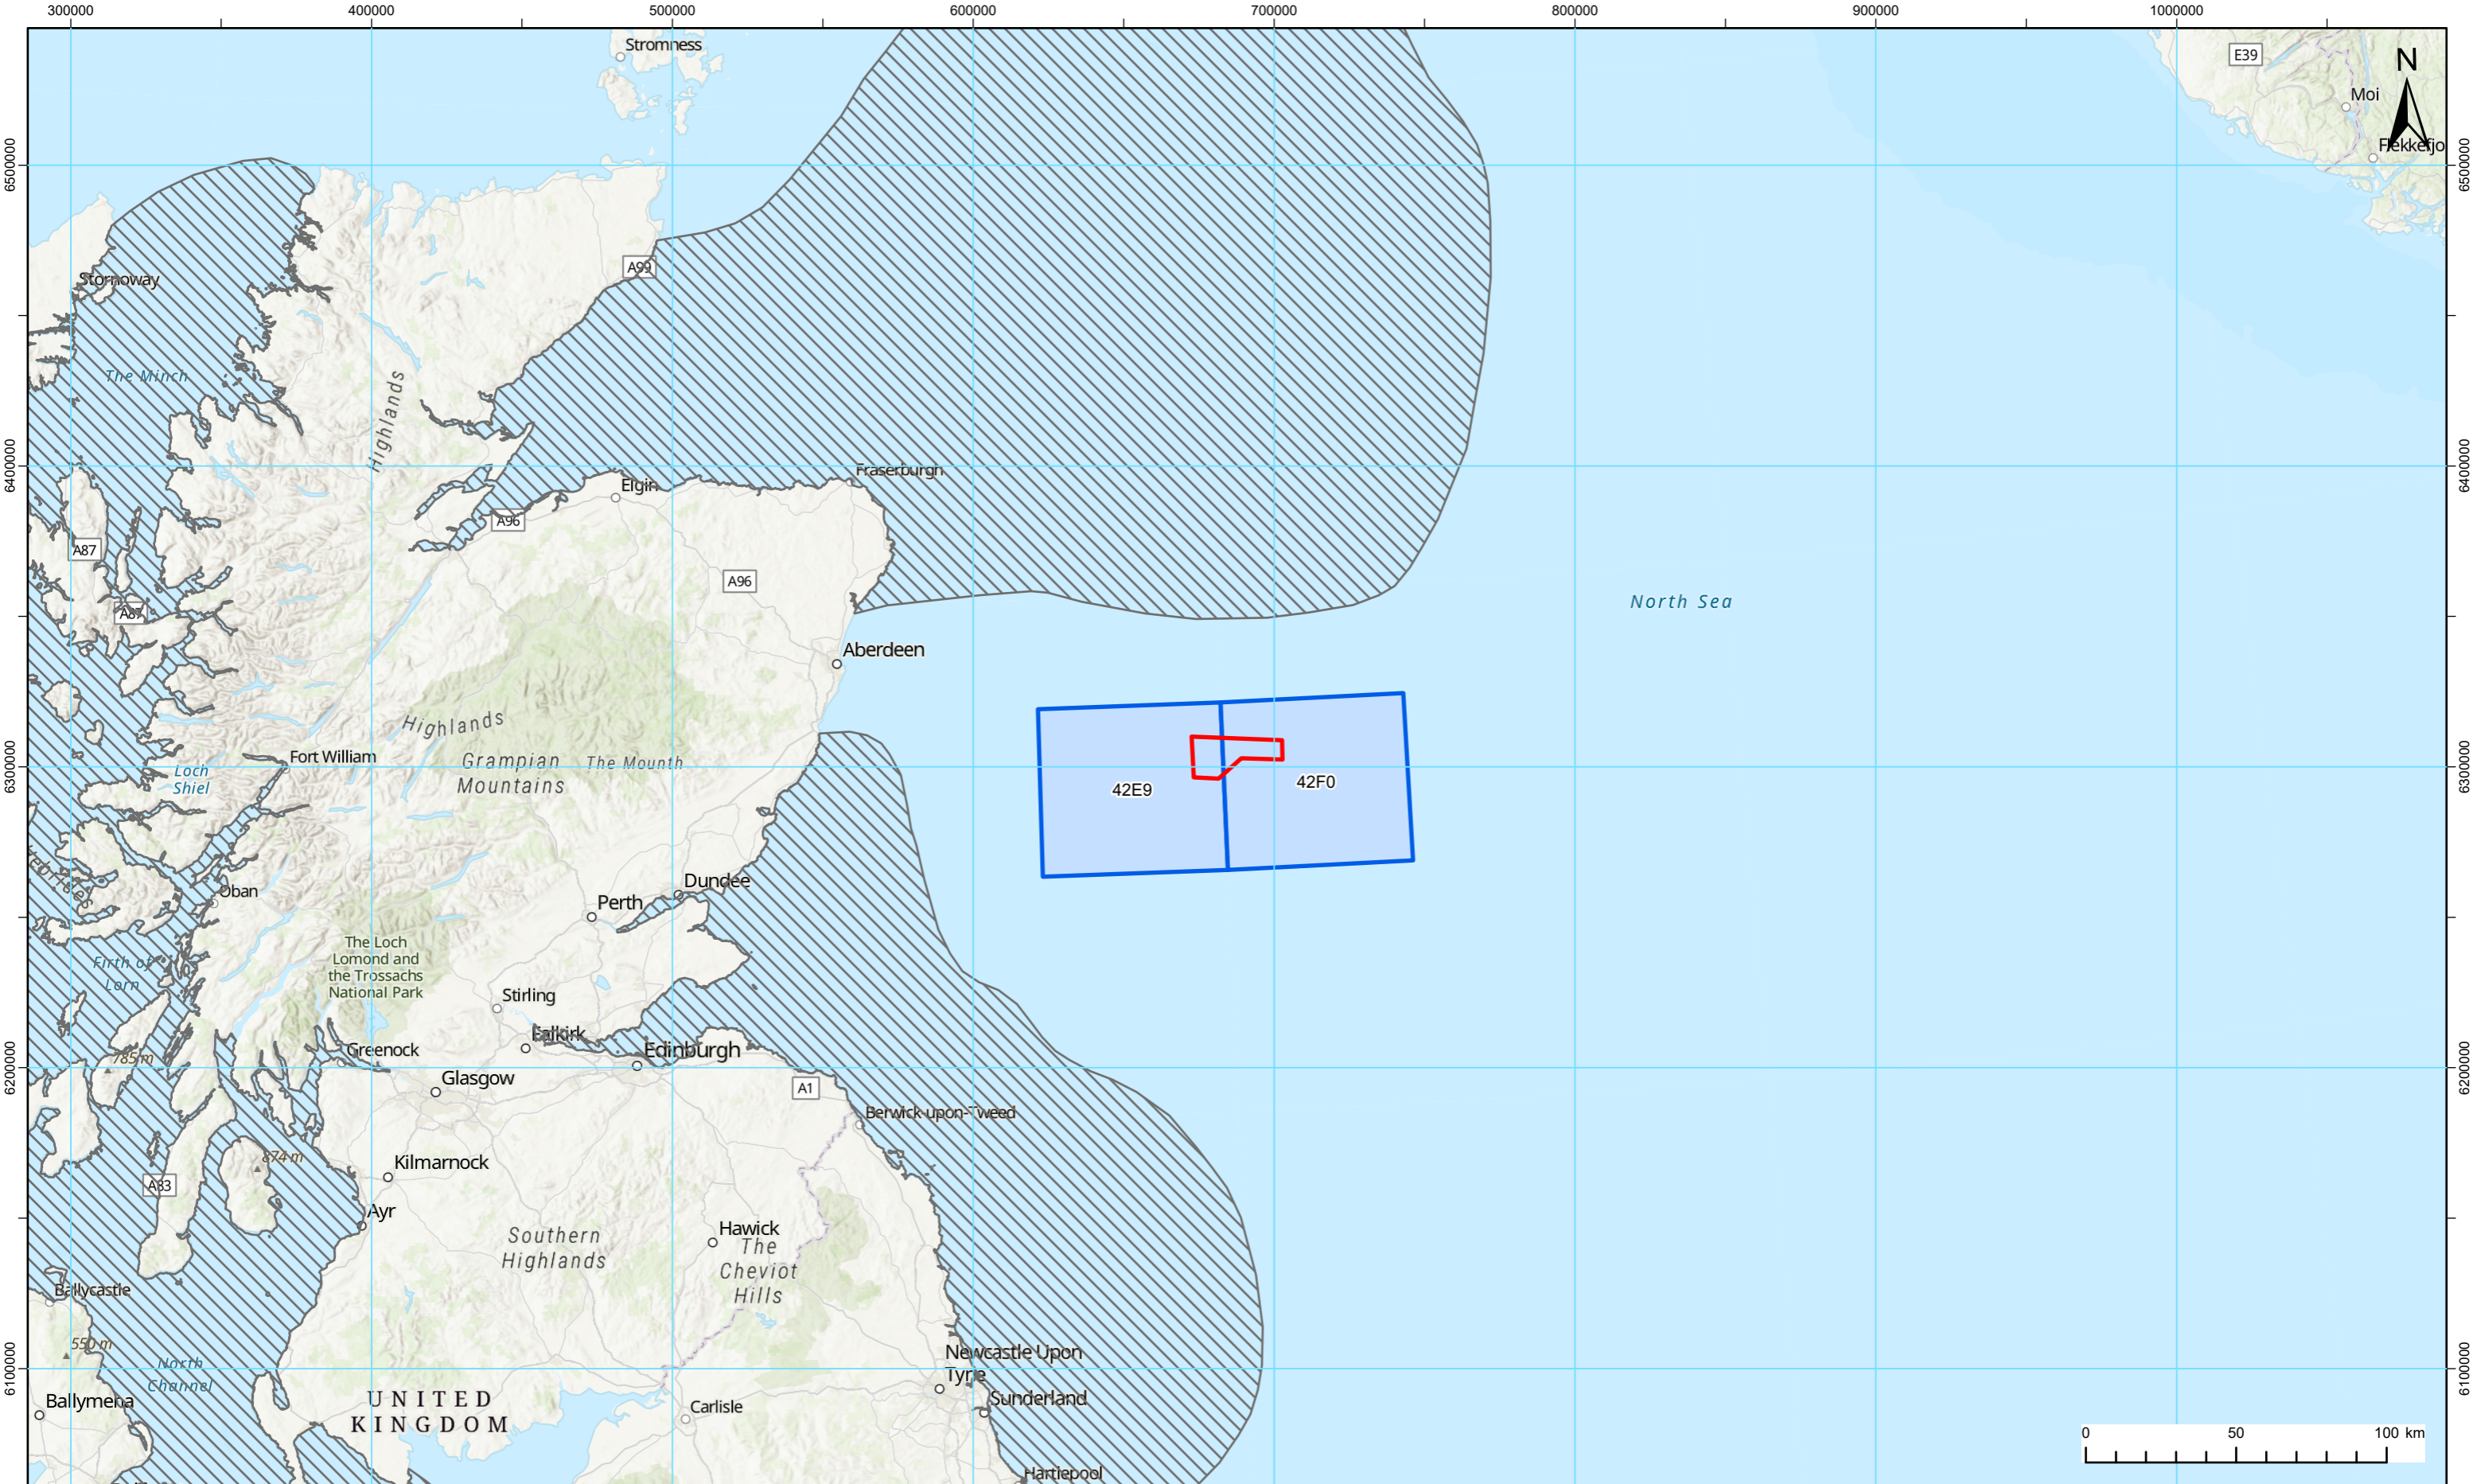 300000
400000
500000
600000
700000
800000
900000
1000000
Stromness
E39
N
Moi
Flekkefjo
6500000
6500000
A99
Stornoway
The Minch
Highlands
6400000
6400000
Fraserburgh
Elgin
A96
A87
A96
A87
North Sea
Aberdeen
Highlands
Fort William
Grampian
Mountains
The Mounth
Loch
Shiel
6300000
6300000
42E9
42F0
Dundee
Oban
Perth
The Loch
Lomond and
the Trossachs
National Park
Firth of
Lorn
Stirling
Falkirk
785 m
Greenock
Edinburgh
6200000
6200000
Glasgow
A1
Berwick upon-Tweed
874 m
Kilmarnock
A83
Ayr
Hawick
Southern
Highlands
The
Cheviot
Hills
Ballycastle
550 m
North
Channel
Newcastle Upon
Tyne
6100000
6100000
Ballymena
UNITED
KINGDOM
Carlisle
Sunderland
0 50 100 km
Hartlepool